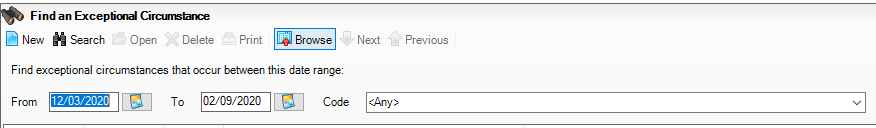 Find an Exceptional Circumstance
New Search Open Delete Print Browse Next Previous
Find exceptional circumstances that occur between this date range:
From 12/03/2020 To 02/09/2020 Code <Any>